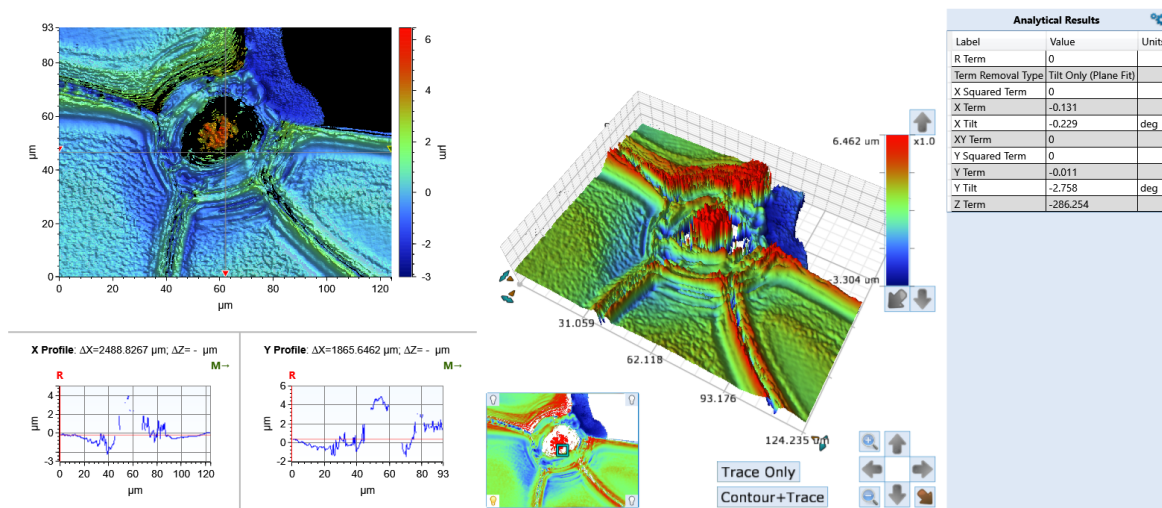 93
80
60
40
20
0
µm
0 20 40 60 80 100 124
µm
6
4
2
0
-2
-3
µm
X Profile: ΔX=2488.8267 µm; ΔZ= - µm
M→
R
4
2
0
-3
µm
0 20 40 60 80 100 120
µm
Y Profile: ΔX=1865.6462 µm; ΔZ= - µm
M→
R
6
4
2
0
-2
µm
0 10 20 30 40 50 60 70 80 93
µm
6.462 um
x1.0
-3.304 um
31.059
62.118
93.176
124.235 um
Trace Only
Contour+Trace
Analytical Results
Label Value Units
R Term 0
Term Removal Type Tilt Only (Plane Fit)
X Squared Term 0
X Term -0.131
X Tilt -0.229 deg
XY Term 0
Y Squared Term 0
Y Term -0.011
Y Tilt -2.758 deg
Z Term -286.254